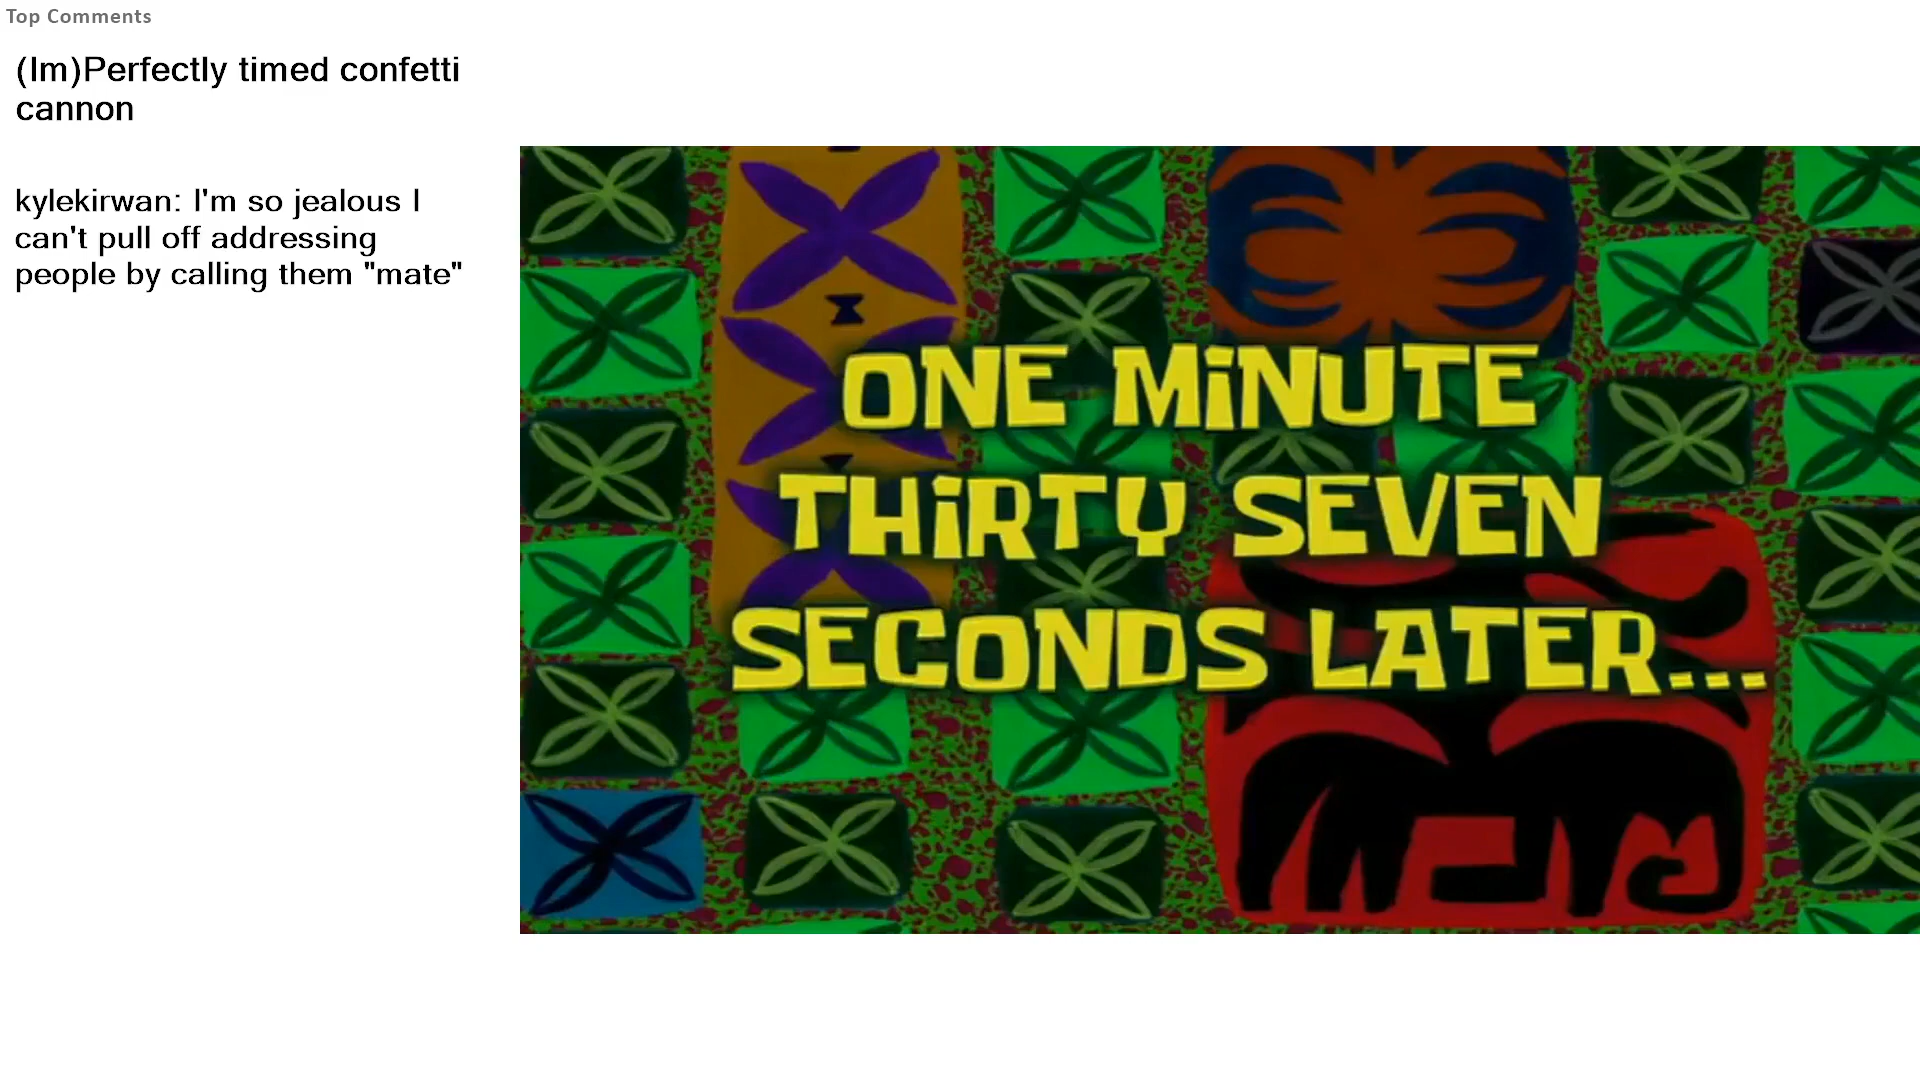 Top Comments
(Im)Perfectly timed confetti
cannon
kylekirwan: I'm so jealous I
can't pull off addressing
people by calling them "mate"
ONE MiNUTE
THiRTY SEVEN
SECONDS LATER...